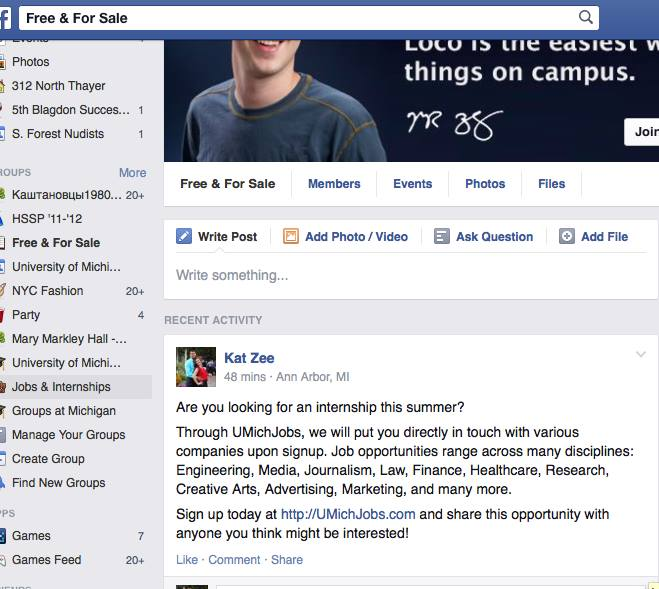 Free & For Sale
Events
Photos
312 North Thayer
5th Blagdon Succes... 1
S. Forest Nudists 1
GROUPS More
Каштановцы1980... 20+
HSSP '11-'12
Free & For Sale
University of Michi...
NYC Fashion 20+
Party 4
Mary Markley Hall -...
University of Michi...
Jobs & Internships
Groups at Michigan
Manage Your Groups
Create Group
Find New Groups
APPS
Games 7
Games Feed 20+
Loco is the easiest w
things on campus.
Join
Free & For Sale Members Events Photos Files
Write Post Add Photo / Video Ask Question Add File
Write something...
RECENT ACTIVITY
Kat Zee
48 mins · Ann Arbor, MI
Are you looking for an internship this summer?
Through UMichJobs, we will put you directly in touch with various
companies upon signup. Job opportunities range across many disciplines:
Engineering, Media, Journalism, Law, Finance, Healthcare, Research,
Creative Arts, Advertising, Marketing, and many more.
Sign up today at http://UMichJobs.com and share this opportunity with
anyone you think might be interested!
Like · Comment · Share